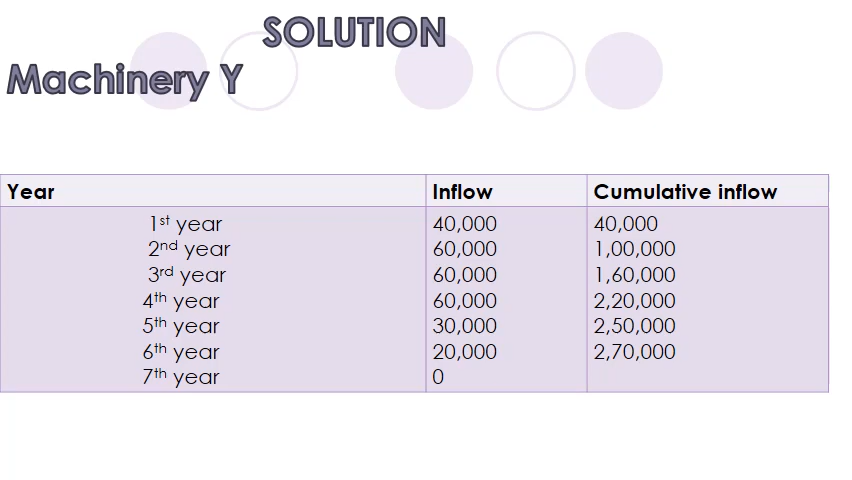 SOLUTION
Machinery Y
Year Inflow Cumulative inflow
1st year 40,000 40,000
2nd year 60,000 1,00,000
3rd year 60,000 1,60,000
4th year 60,000 2,20,000
5th year 30,000 2,50,000
6th year 20,000 2,70,000
7th year 0